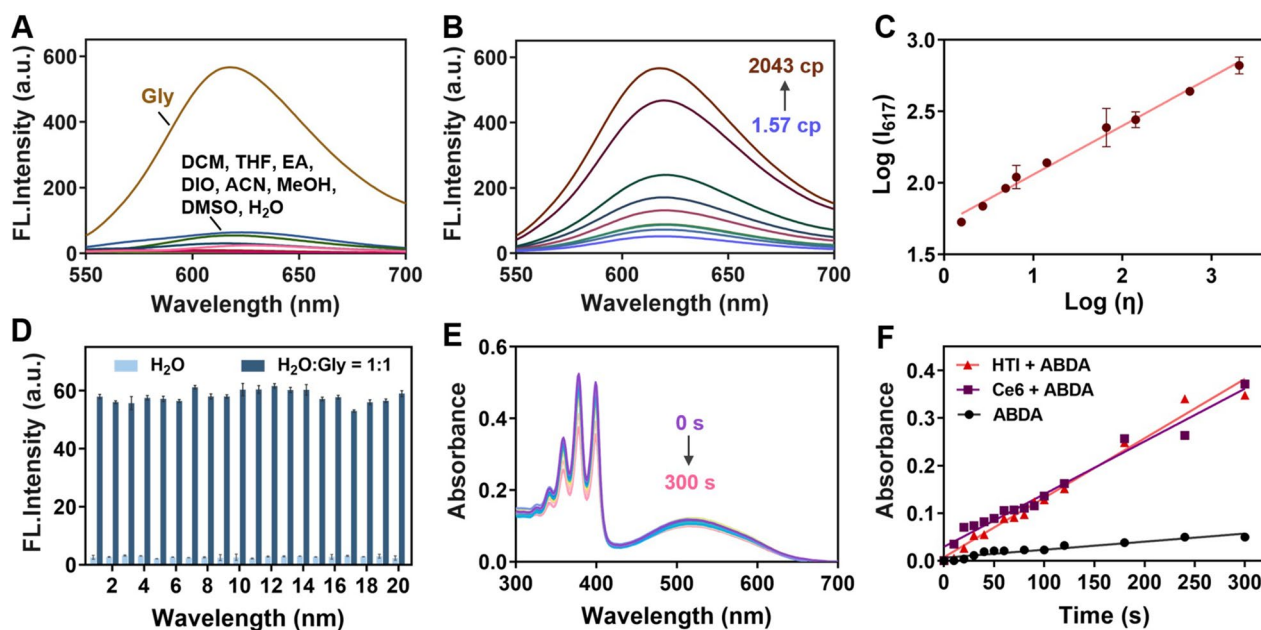 A
FL.Intensity (a.u.)
600
400
200
0
Gly
DCM, THF, EA,
DIO, ACN, MeOH,
DMSO, H₂O
550 600 650 700
Wavelength (nm)
B
FL.Intensity (a.u.)
600
400
200
0
2043 cp
1.57 cp
550 600 650 700
Wavelength (nm)
C
Log (I₆₁₇)
3.0
2.5
2.0
1.5
0 1 2 3
Log (η)
D
FL.Intensity (a.u.)
60
40
20
0
H₂O
H₂O:Gly = 1:1
2 4 6 8 10 12 14 16 18 20
Wavelength (nm)
E
Absorbance
0.6
0.4
0.2
0.0
0 s
300 s
300 400 500 600 700
Wavelength (nm)
F
Absorbance
0.4
0.2
0.0
HTI + ABDA
Ce6 + ABDA
ABDA
0 50 100 150 200 250 300
Time (s)